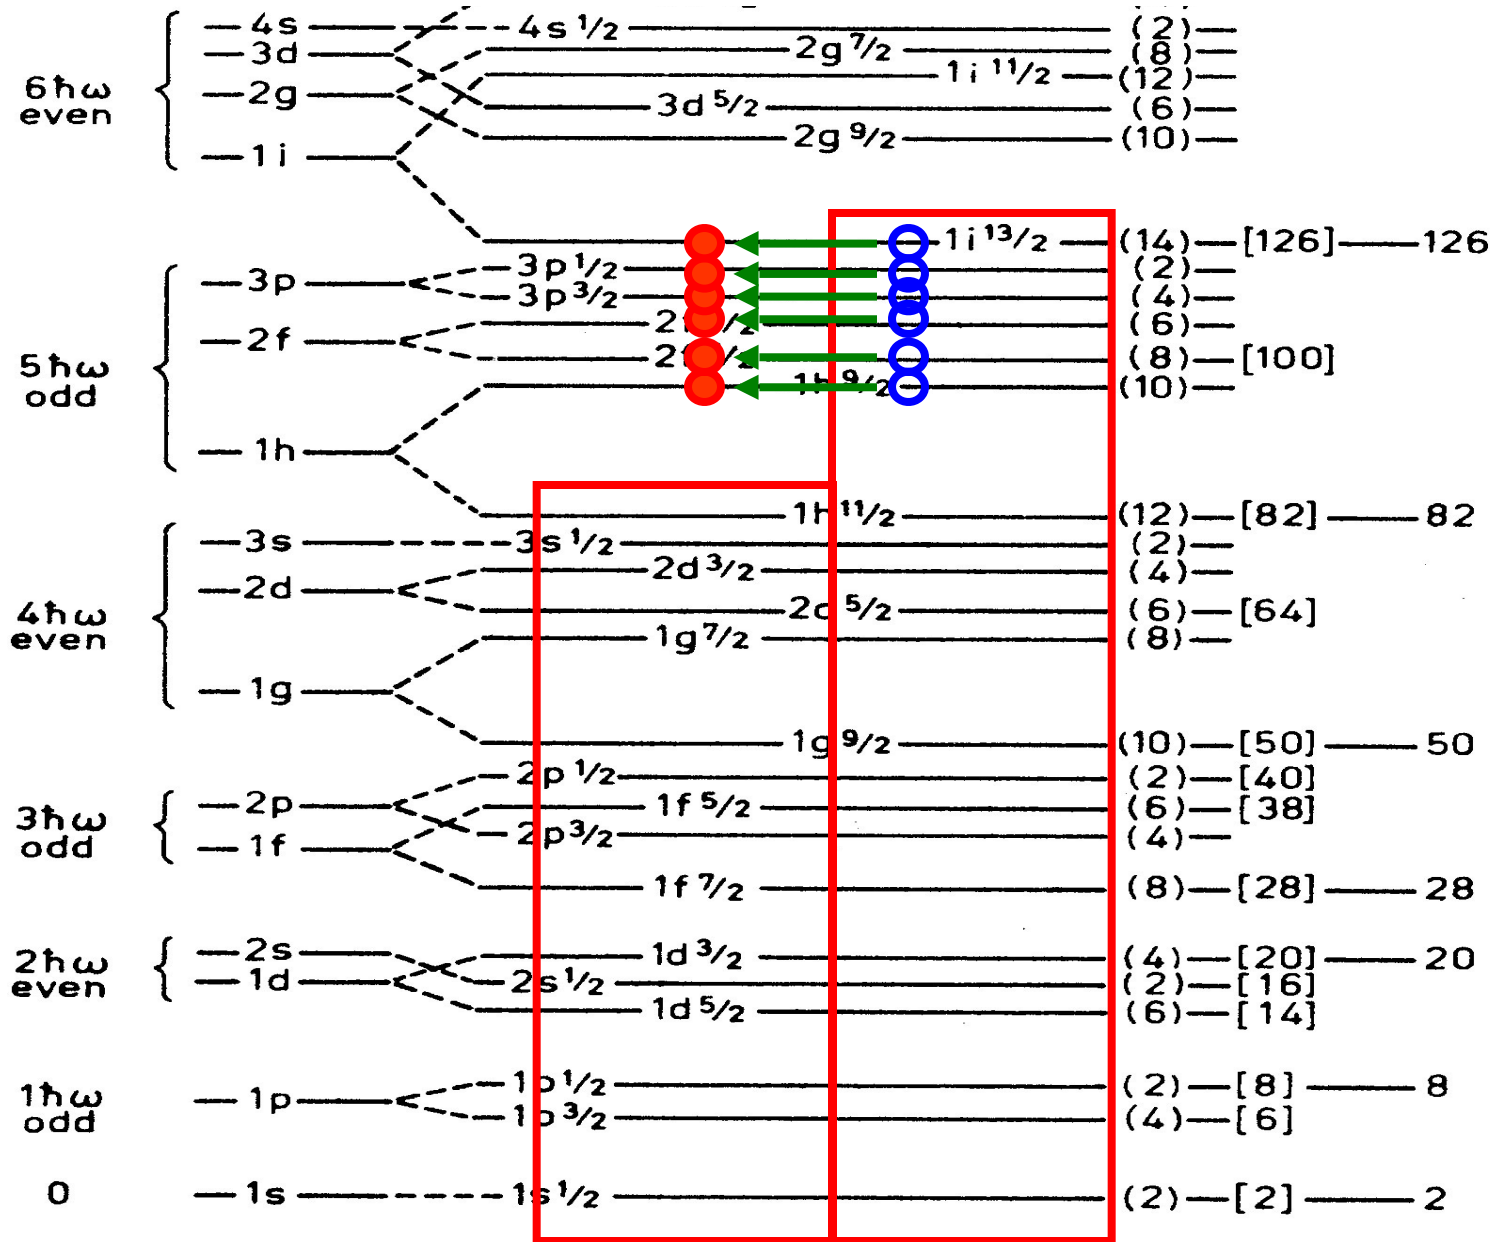 4s 4s 1/2 (2)
3d 2g 7/2 (8)
6ħω even 1i 11/2 (12)
2g 3d 5/2 (6)
2g 9/2 (10)
1i
1i 13/2 (14) [126] 126
3p 3p 1/2 (2)
3p 3/2 (4)
2f (6)
5ħω odd (8) [100]
1h 9/2 (10)
1h
1h 11/2 (12) [82] 82
3s 3s 1/2 (2)
2d 2d 3/2 (4)
4ħω even 2d 5/2 (6) [64]
1g 7/2 (8)
1g
1g 9/2 (10) [50] 50
2p 1/2 (2) [40]
2p 1f 5/2 (6) [38]
3ħω odd 2p 3/2 (4)
1f
1f 7/2 (8) [28] 28
2s 1d 3/2 (4) [20] 20
2ħω even 2s 1/2 (2) [16]
1d 1d 5/2 (6) [14]
1p 1/2 (2) [8] 8
1ħω odd 1p 1p 3/2 (4) [6]
0 1s 1s 1/2 (2) [2] 2